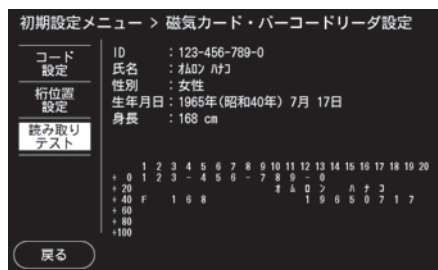 初期設定メニュー > 磁気カード・バーコードリーダ設定
コード
設定
桁位置
設定
読み取り
テスト
戻る
ID : 123-456-789-0
氏名 : ｵﾑﾛﾝ ﾊﾅｺ
性別 : 女性
生年月日 : 1965年(昭和40年) 7月 17日
身長 : 168 cm
1 2 3 4 5 6 7 8 9 10 11 12 13 14 15 16 17 18 19 20
+ 0 1 2 3 - 4 5 6 - 7 8 9 - 0
+ 20 ｵ ﾑ ﾛ ﾝ ﾊ ﾅ ｺ
+ 40 F 1 6 8 1 9 6 5 0 7 1 7
+ 60
+ 80
+100